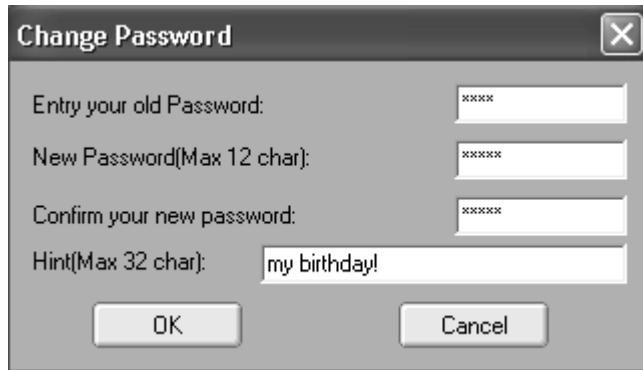 Change Password
Entry your old Password: ****
New Password(Max 12 char): *****
Confirm your new password: *****
Hint(Max 32 char): my birthday!
OK Cancel